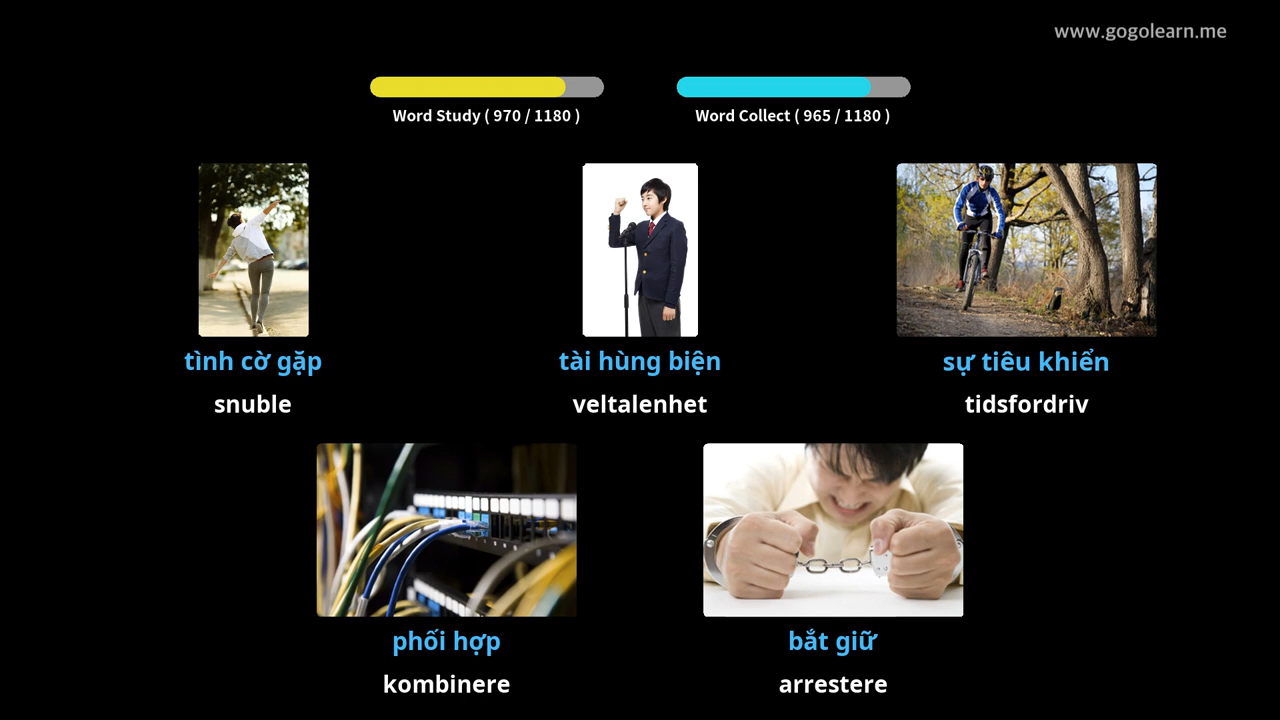 www.gogolearn.me
Word Study ( 970 / 1180 )
Word Collect ( 965 / 1180 )
tình cờ gặp
snuble
tài hùng biện
veltalenhet
sự tiêu khiển
tidsfordriv
phối hợp
kombinere
bắt giữ
arrestere